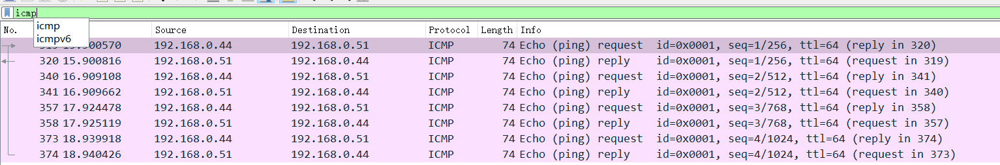 icmp
icmp
icmpv6
No. Source Destination Protocol Length Info
192.168.0.44 192.168.0.51 ICMP 74 Echo (ping) request id=0x0001, seq=1/256, ttl=64 (reply in 320)
320 15.900816 192.168.0.51 192.168.0.44 ICMP 74 Echo (ping) reply id=0x0001, seq=1/256, ttl=64 (request in 319)
340 16.909108 192.168.0.44 192.168.0.51 ICMP 74 Echo (ping) request id=0x0001, seq=2/512, ttl=64 (reply in 341)
341 16.909662 192.168.0.51 192.168.0.44 ICMP 74 Echo (ping) reply id=0x0001, seq=2/512, ttl=64 (request in 340)
357 17.924478 192.168.0.44 192.168.0.51 ICMP 74 Echo (ping) request id=0x0001, seq=3/768, ttl=64 (reply in 358)
358 17.925119 192.168.0.51 192.168.0.44 ICMP 74 Echo (ping) reply id=0x0001, seq=3/768, ttl=64 (request in 357)
373 18.939918 192.168.0.44 192.168.0.51 ICMP 74 Echo (ping) request id=0x0001, seq=4/1024, ttl=64 (reply in 374)
374 18.940426 192.168.0.51 192.168.0.44 ICMP 74 Echo (ping) reply id=0x0001, seq=4/1024, ttl=64 (request in 373)